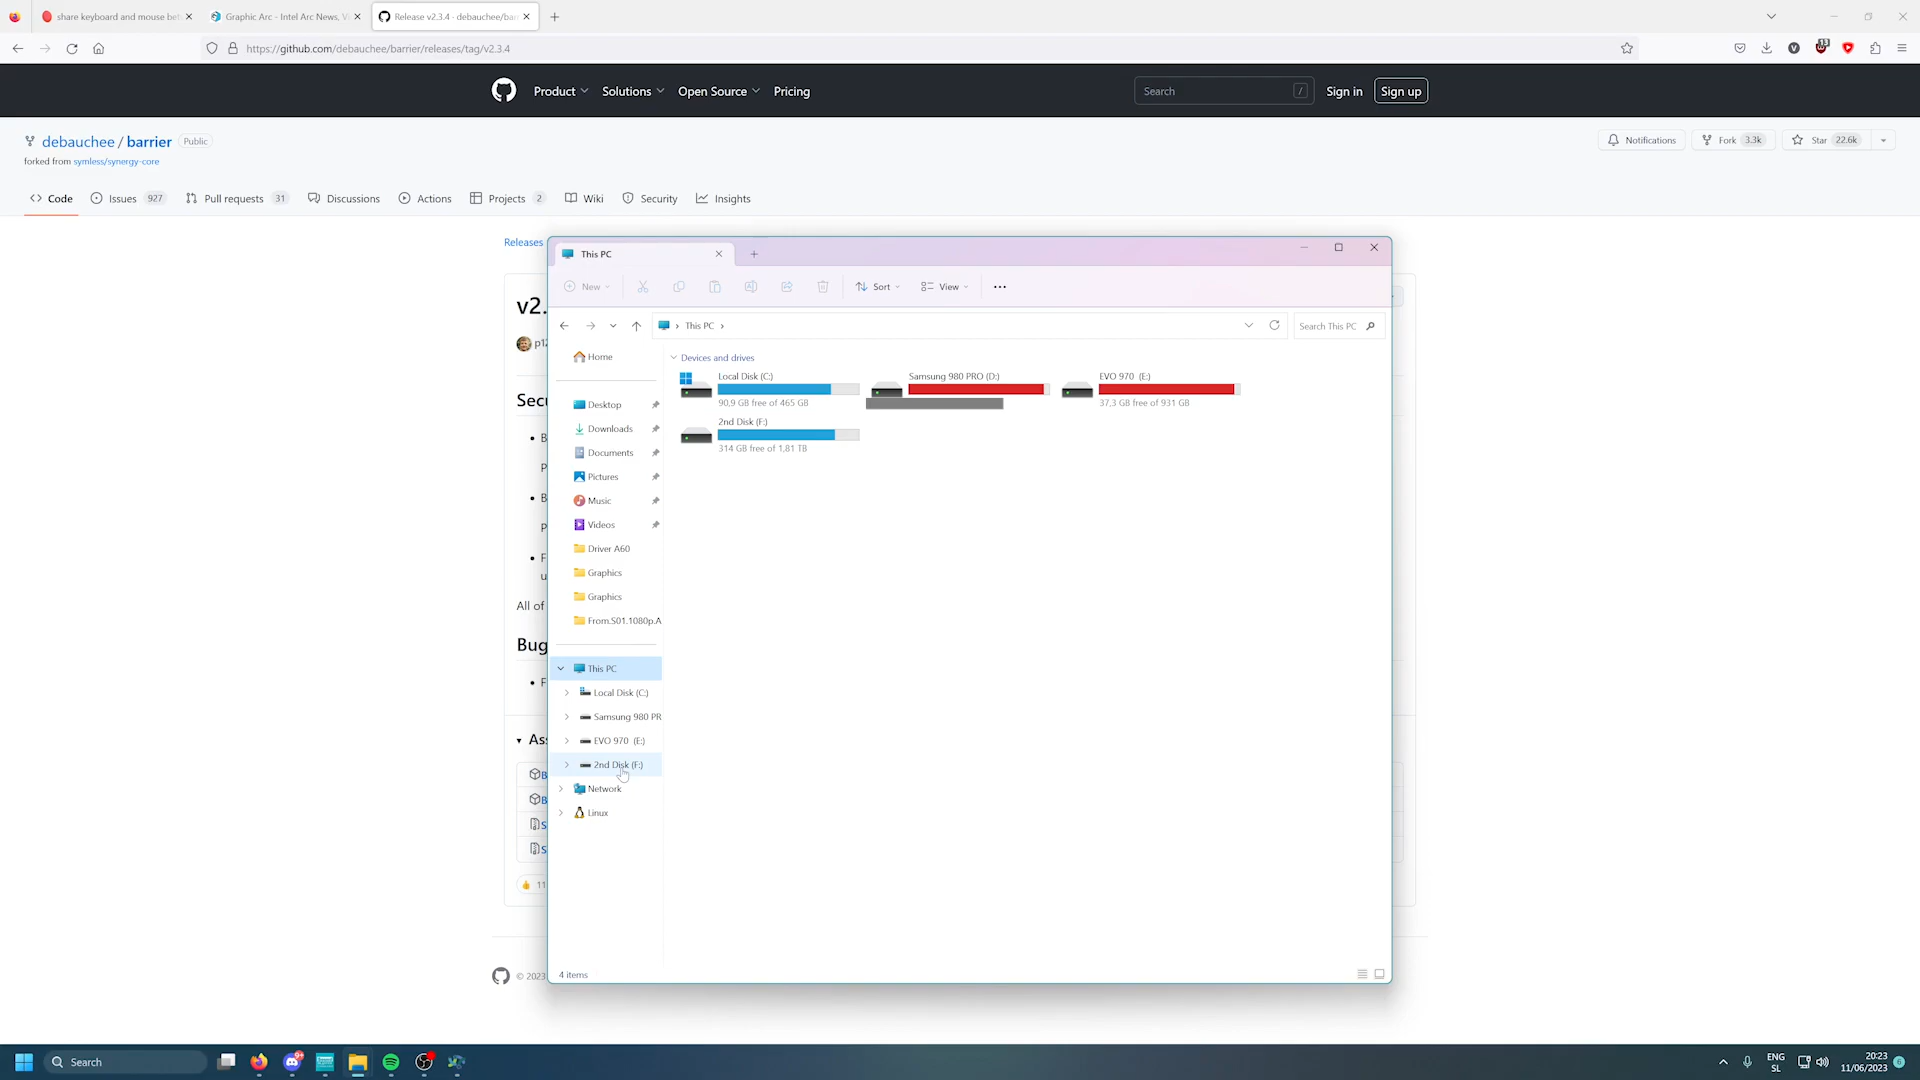 share keyboard and mouse bet
Graphic Arc - Intel Arc News, V
Release v2.3.4 · debauchee/bar
https://github.com/debauchee/barrier/releases/tag/v2.3.4
13
Product
Solutions
Open Source
Pricing
Search
/
Sign in
Sign up
debauchee / barrier
Public
forked from symless/synergy-core
Notifications
Fork 3.3k
Star 22.6k
Code
Issues 927
Pull requests 31
Discussions
Actions
Projects 2
Wiki
Security
Insights
Releases
v2.
p12
Secu
B
P
B
P
F
u
All of
Bug
F
Ass
B
B
S
S
11
© 2023
This PC
New
Sort
View
This PC
Search This PC
Home
Desktop
Downloads
Documents
Pictures
Music
Videos
Driver A60
Graphics
Graphics
From.S01.1080p.A
This PC
Local Disk (C:)
Samsung 980 PR
EVO 970 (E:)
2nd Disk (F:)
Network
Linux
Devices and drives
Local Disk (C:)
90,9 GB free of 465 GB
Samsung 980 PRO (D:)
EVO 970 (E:)
37,3 GB free of 931 GB
2nd Disk (F:)
314 GB free of 1,81 TB
4 items
Search
ENG
SL
20:23
11/06/2023
6